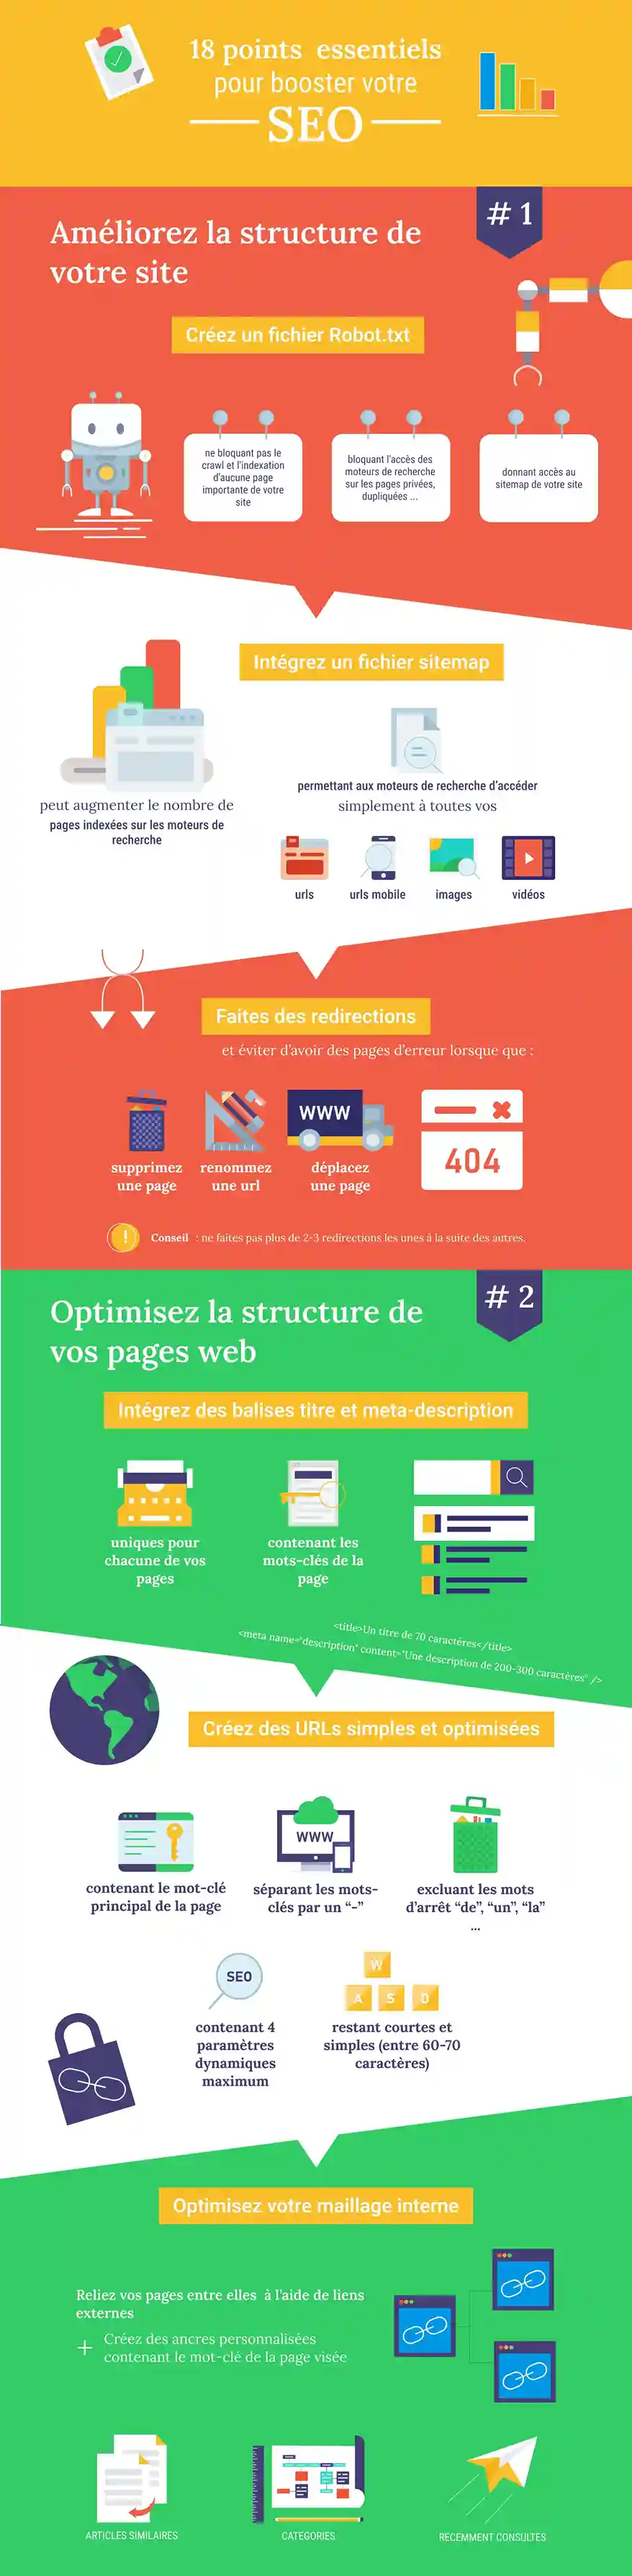 18 points essentiels
pour booster votre
SEO
# 1
Améliorez la structure de
votre site
Créez un fichier Robot.txt
ne bloquant pas le
crawl et l'indexation
d'aucune page
importante de votre
site
bloquant l'accès des
moteurs de recherche
sur les pages privées,
dupliquées ...
donnant accès au
sitemap de votre site
Intégrez un fichier sitemap
peut augmenter le nombre de
pages indexées sur les moteurs de
recherche
permettant aux moteurs de recherche d'accéder
simplement à toutes vos
urls
urls mobile
images
vidéos
Faites des redirections
et éviter d'avoir des pages d'erreur lorsque que :
WWW
404
supprimez
une page
renommez
une url
déplacez
une page
! Conseil : ne faites pas plus de 2-3 redirections les unes à la suite des autres.
# 2
Optimisez la structure de
vos pages web
Intégrez des balises titre et meta-description
uniques pour
chacune de vos
pages
contenant les
mots-clés de la
page
<title>Un titre de 70 caractères</title>
<meta name="description" content="Une description de 200-300 caractères" />
Créez des URLs simples et optimisées
WWW
contenant le mot-clé
principal de la page
séparant les mots-
clés par un “-”
excluant les mots
d'arrêt “de”, “un”, “la”
...
SEO
W
A S D
contenant 4
paramètres
dynamiques
maximum
restant courtes et
simples (entre 60-70
caractères)
Optimisez votre maillage interne
Reliez vos pages entre elles à l'aide de liens
externes
+ Créez des ancres personnalisées
contenant le mot-clé de la page visée
ARTICLES SIMILAIRES
CATEGORIES
RECEMMENT CONSULTES